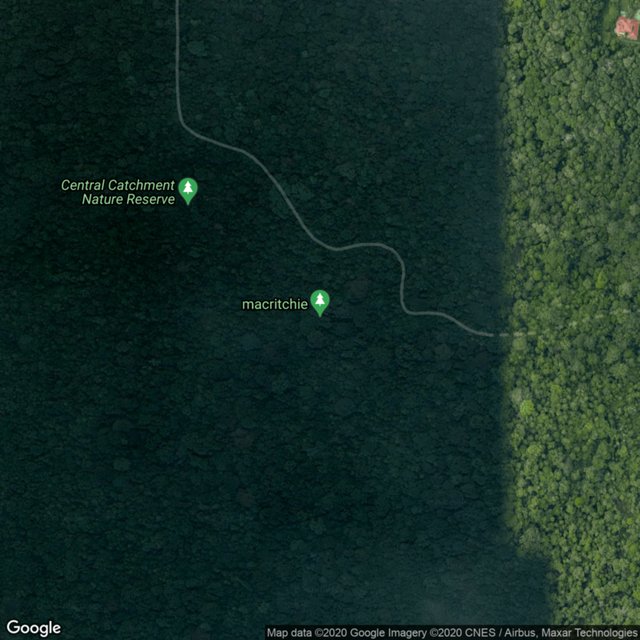 Central Catchment
Nature Reserve
macritchie
Google
Map data ©2020 Google Imagery ©2020 CNES / Airbus, Maxar Technologies